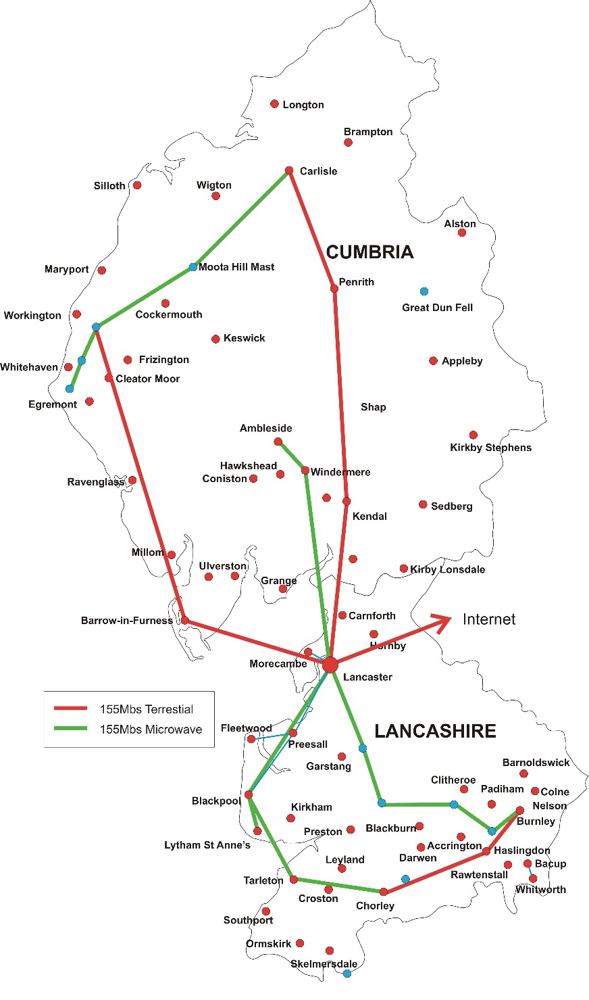 Longton
Brampton
Carlisle
Silloth
Wigton
Alston
CUMBRIA
Moota Hill Mast
Maryport
Penrith
Great Dun Fell
Workington
Cockermouth
Keswick
Frizington
Appleby
Whitehaven
Cleator Moor
Egremont
Shap
Ambleside
Kirkby Stephens
Hawkshead
Windermere
Coniston
Ravenglass
Sedberg
Kendal
Millom
Ulverston
Kirby Lonsdale
Grange
Carnforth
Internet
Barrow-in-Furness
Hornby
Morecambe
Lancaster
155Mbs Terrestial
155Mbs Microwave
Fleetwood
LANCASHIRE
Preesall
Garstang
Barnoldswick
Clitheroe
Padiham
Colne
Blackpool
Nelson
Kirkham
Burnley
Preston
Blackburn
Lytham St Anne's
Accrington
Haslingdon
Darwen
Leyland
Bacup
Rawtenstall
Tarleton
Whitworth
Croston
Chorley
Southport
Ormskirk
Skelmersdale